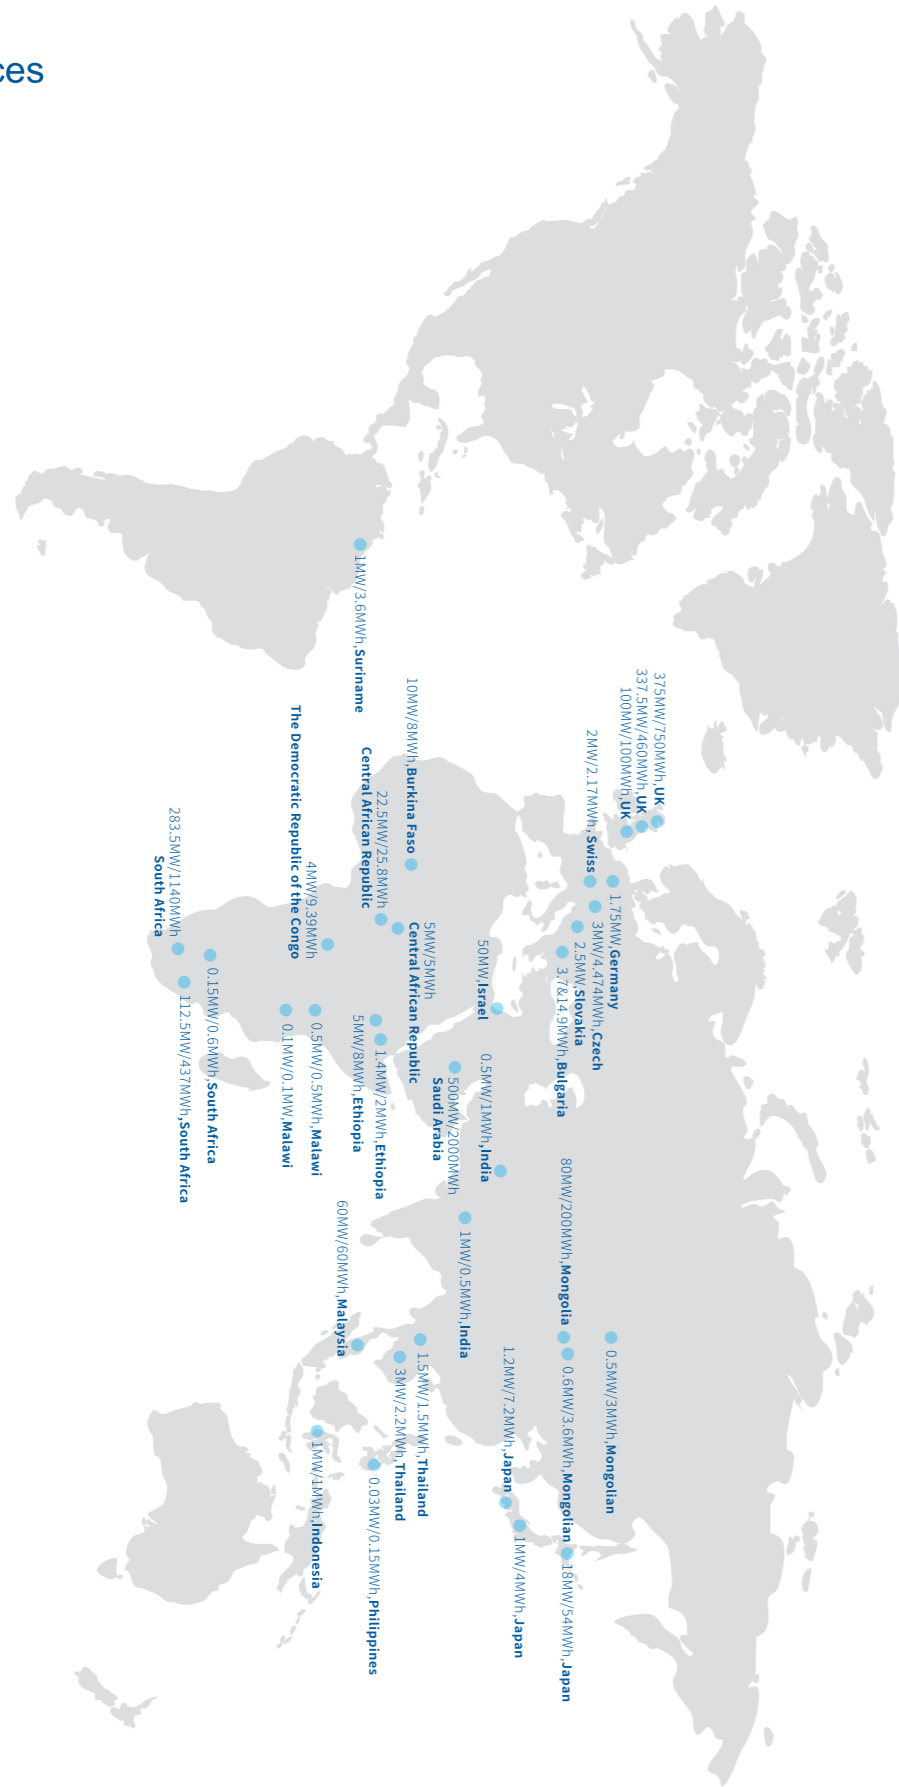 ces
375MW/750MWh,UK
337.5MW/460MWh,UK
100MW/100MWh,UK
1.75MW,Germany
2MW/2.17MWh, Swiss
3MW/4.474MWh,Czech
2.5MW,Slovakia
3.7&14.9MWh,Bulgaria
50MW,Israel
500MW/2000MWh
Saudi Arabia
0.5MW/1MWh,India
1MW/0.5MWh,India
0.5MW/3MWh,Mongolian
80MW/200MWh,Mongolia
0.6MW/3.6MWh,Mongolian
18MW/54MWh,Japan
1MW/4MWh,Japan
1.2MW/7.2MWh,Japan
1.5MW/1.5MWh,Thailand
3MW/2.2MWh,Thailand
0.03MW/0.15MWh,Philippines
60MW/60MWh,Malaysia
1MW/1MWh,Indonesia
1MW/3.6MWh,Suriname
10MW/8MWh,Burkina Faso
22.5MW/25.8MWh
Central African Republic
5MW/5MWh
Central African Republic
1.4MW/2MWh,Ethiopia
5MW/8MWh,Ethiopia
4MW/9.39MWh
The Democratic Republic of the Congo
0.5MW/0.5MWh,Malawi
0.1MW/0.1MW,Malawi
0.15MW/0.6MWh,South Africa
283.5MW/1140MWh
South Africa
112.5MW/437MWh,South Africa